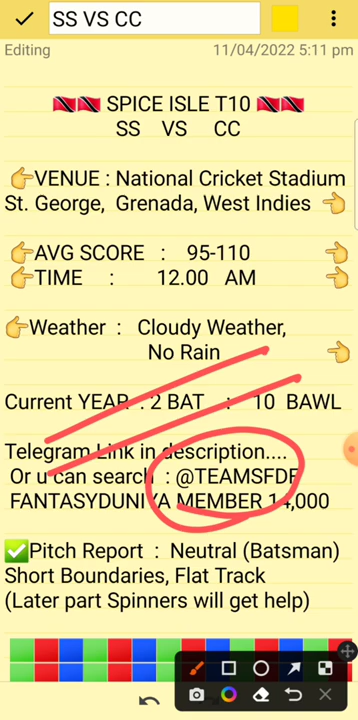 SS VS CC
Editing 11/04/2022 5:11 pm
🇹🇹🇹🇹 SPICE ISLE T10 🇹🇹🇹🇹
SS VS CC
👉VENUE : National Cricket Stadium
St. George, Grenada, West Indies 👈
👉AVG SCORE : 95-110 👈
👉TIME : 12.00 AM 👈
👉Weather : Cloudy Weather,
No Rain 👈
Current YEAR : 2 BAT : 10 BAWL
Telegram Link in description....
Or u can search : @TEAMSFDF
FANTASYDUNIYA MEMBER 14,000
✅Pitch Report : Neutral (Batsman)
Short Boundaries, Flat Track
(Later part Spinners will get help)